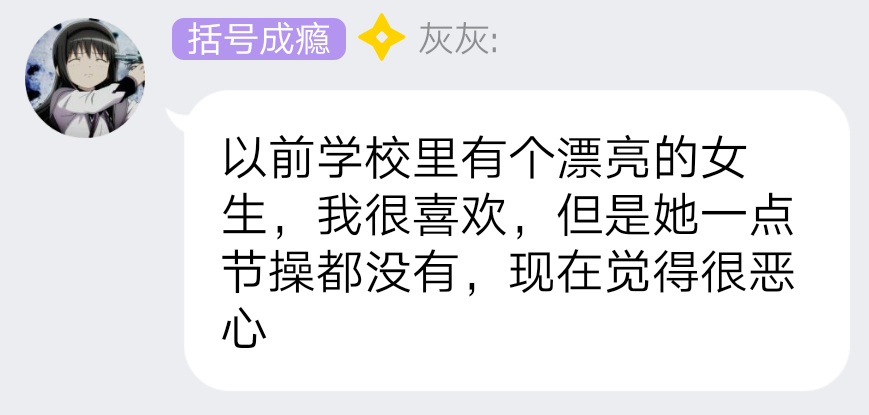 括号成瘾 灰灰:
以前学校里有个漂亮的女
生，我很喜欢，但是她一点
节操都没有，现在觉得很恶
心